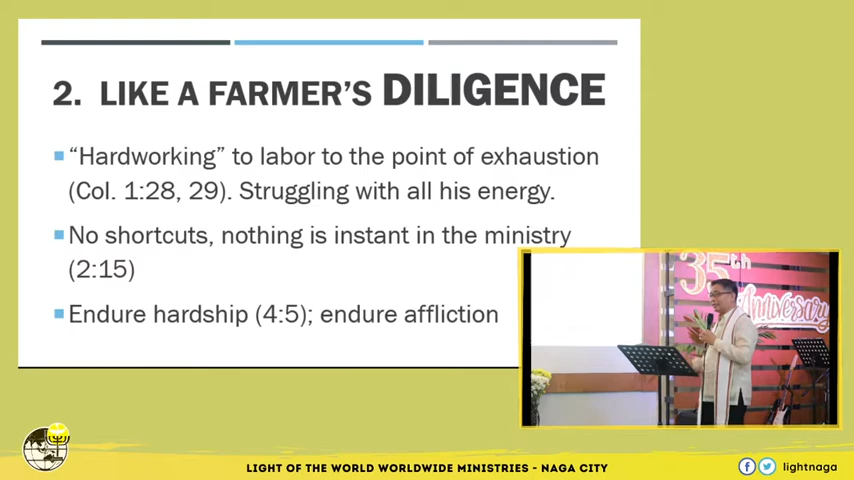 2. LIKE A FARMER'S DILIGENCE
"Hardworking" to labor to the point of exhaustion
(Col. 1:28, 29). Struggling with all his energy.
No shortcuts, nothing is instant in the ministry
(2:15)
Endure hardship (4:5); endure affliction
35th
Anniversary
LIGHT OF THE WORLD WORLDWIDE MINISTRIES - NAGA CITY
lightnaga